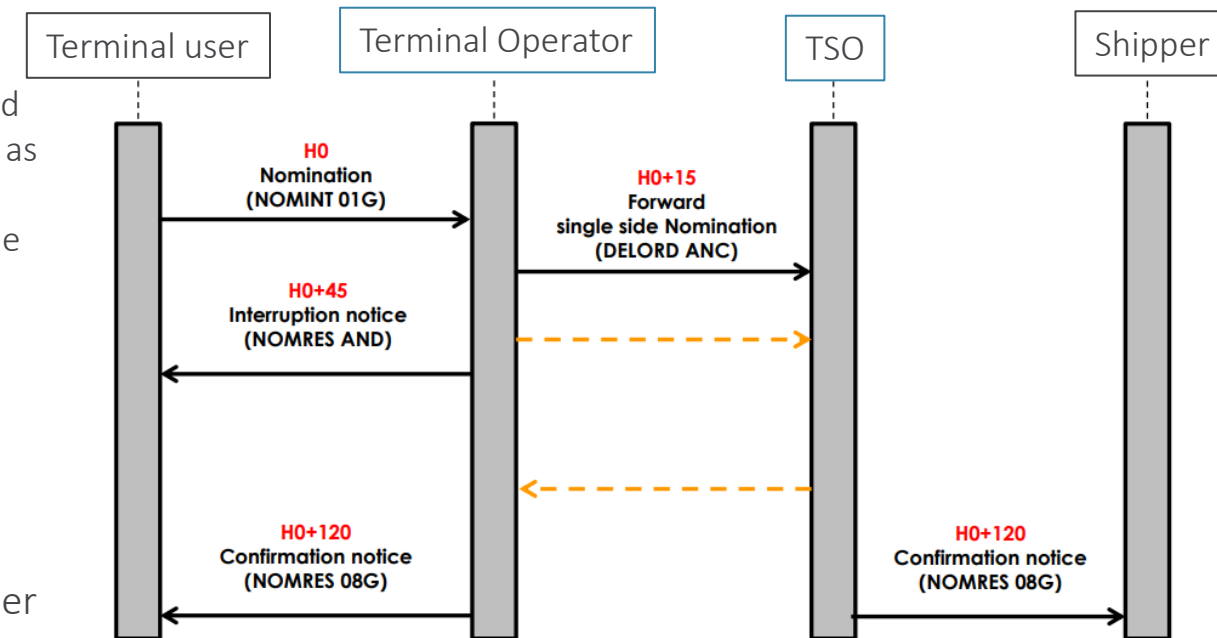 Terminal user
Terminal Operator
TSO
Shipper
d
as
e
er
H0
Nomination
(NOMINT 01G)
H0+15
Forward
single side Nomination
(DELORD ANC)
H0+45
Interruption notice
(NOMRES AND)
H0+120
Confirmation notice
(NOMRES 08G)
H0+120
Confirmation notice
(NOMRES 08G)